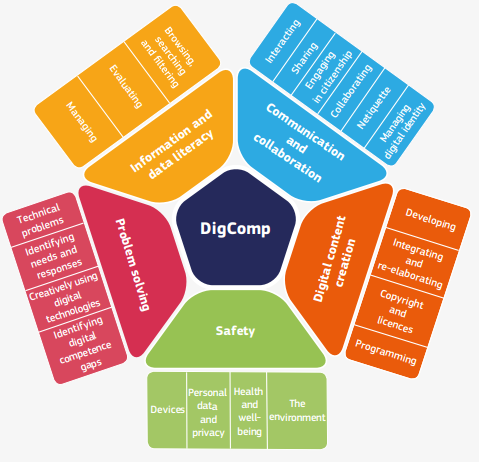 DigComp
Information and
data literacy
Browsing,
searching
and filtering
Evaluating
Managing
Communication
and
collaboration
Interacting
Sharing
Engaging
in citizenship
Collaborating
Netiquette
Managing
digital identity
Digital content
creation
Developing
Integrating
and
re-elaborating
Copyright
and
licences
Programming
Safety
Devices
Personal
data
and
privacy
Health
and
well-
being
The
environment
Problem solving
Technical
problems
Identifying
needs and
responses
Creatively using
digital
technologies
Identifying
digital
competence
gaps